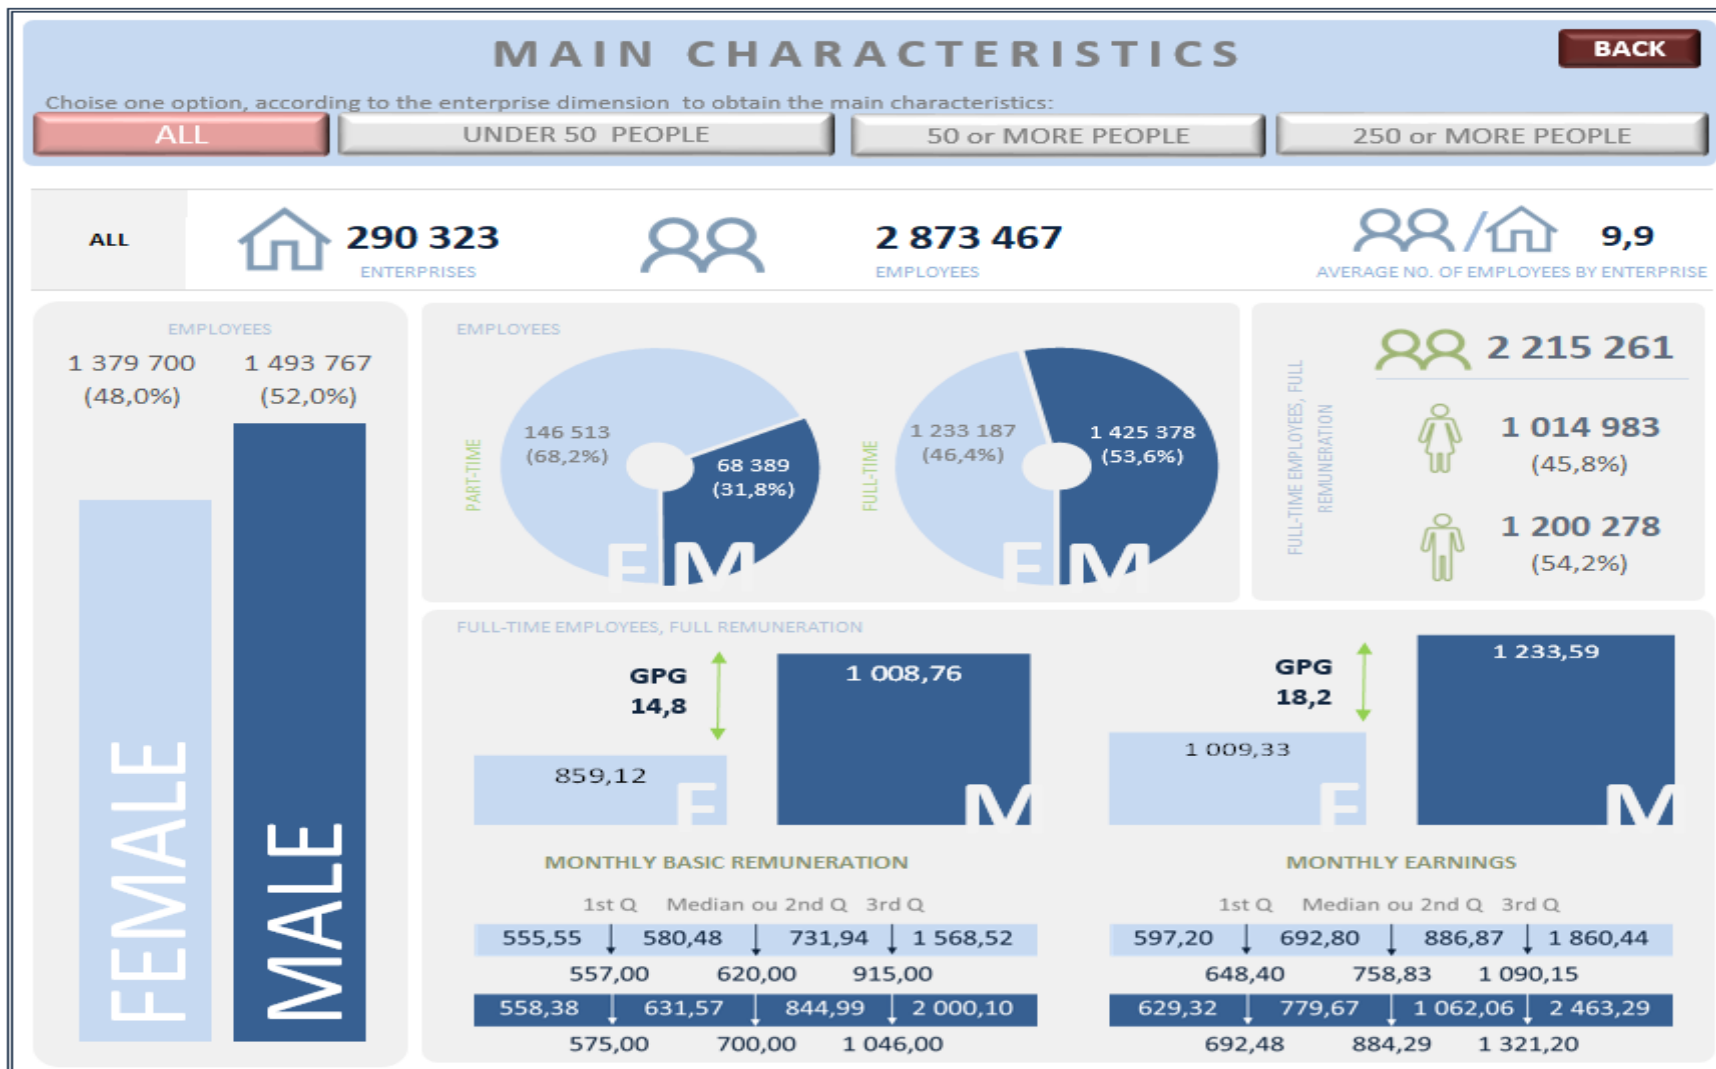 MAIN CHARACTERISTICS
BACK
Choise one option, according to the enterprise dimension to obtain the main characteristics:
ALL
UNDER 50 PEOPLE
50 or MORE PEOPLE
250 or MORE PEOPLE
ALL
290 323
ENTERPRISES
2 873 467
EMPLOYEES
/
9,9
AVERAGE NO. OF EMPLOYEES BY ENTERPRISE
EMPLOYEES
1 379 700
(48,0%)
1 493 767
(52,0%)
FEMALE
MALE
EMPLOYEES
PART-TIME
146 513
(68,2%)
68 389
(31,8%)
F M
FULL-TIME
1 233 187
(46,4%)
1 425 378
(53,6%)
F M
FULL-TIME EMPLOYEES, FULL
REMUNERATION
2 215 261
1 014 983
(45,8%)
1 200 278
(54,2%)
FULL-TIME EMPLOYEES, FULL REMUNERATION
GPG
14,8
859,12
F
1 008,76
M
GPG
18,2
1 009,33
F
1 233,59
M
MONTHLY BASIC REMUNERATION
1st Q Median ou 2nd Q 3rd Q
555,55 580,48 731,94 1 568,52
557,00 620,00 915,00
558,38 631,57 844,99 2 000,10
575,00 700,00 1 046,00
MONTHLY EARNINGS
1st Q Median ou 2nd Q 3rd Q
597,20 692,80 886,87 1 860,44
648,40 758,83 1 090,15
629,32 779,67 1 062,06 2 463,29
692,48 884,29 1 321,20